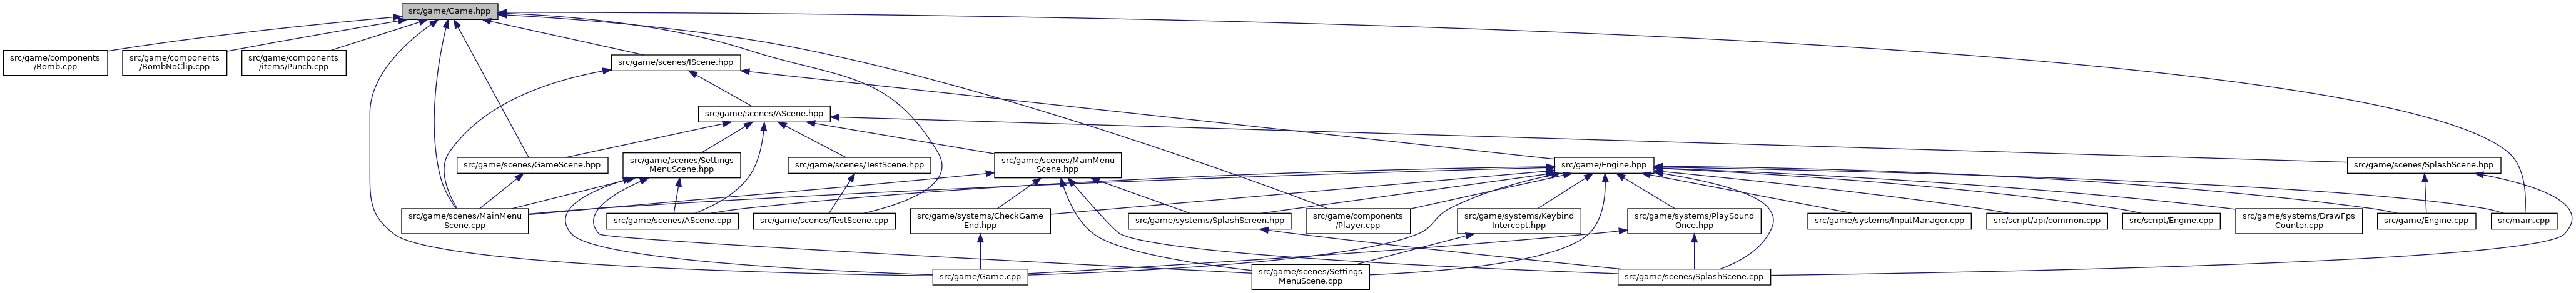 src/game/Game.hpp
src/game/components
/Bomb.cpp
src/game/components
/BombNoClip.cpp
src/game/components
/items/Punch.cpp
src/game/scenes/IScene.hpp
src/game/scenes/AScene.hpp
src/game/scenes/GameScene.hpp
src/game/scenes/Settings
MenuScene.hpp
src/game/scenes/TestScene.hpp
src/game/scenes/MainMenu
Scene.hpp
src/game/Engine.hpp
src/game/scenes/SplashScene.hpp
src/game/scenes/MainMenu
Scene.cpp
src/game/scenes/AScene.cpp
src/game/scenes/TestScene.cpp
src/game/systems/CheckGame
End.hpp
src/game/systems/SplashScreen.hpp
src/game/components
/Player.cpp
src/game/systems/Keybind
Intercept.hpp
src/game/systems/PlaySound
Once.hpp
src/game/systems/InputManager.cpp
src/script/api/common.cpp
src/script/Engine.cpp
src/game/systems/DrawFps
Counter.cpp
src/game/Engine.cpp
src/main.cpp
src/game/Game.cpp
src/game/scenes/Settings
MenuScene.cpp
src/game/scenes/SplashScene.cpp